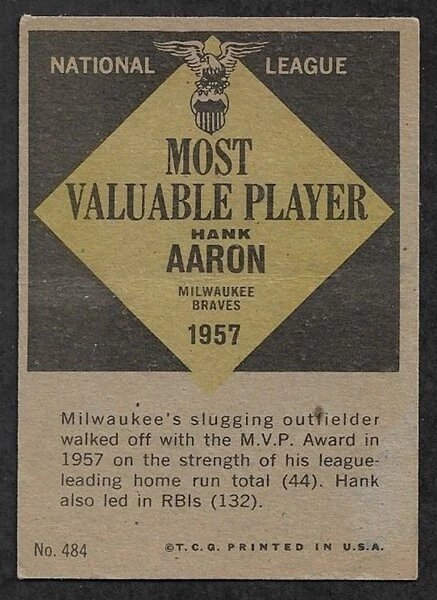 NATIONAL LEAGUE
MOST
VALUABLE PLAYER
HANK
AARON
MILWAUKEE
BRAVES
1957
Milwaukee's slugging outfielder
walked off with the M.V.P. Award in
1957 on the strength of his league-
leading home run total (44). Hank
also led in RBIs (132).
No. 484 ©T.C.G. PRINTED IN U.S.A.